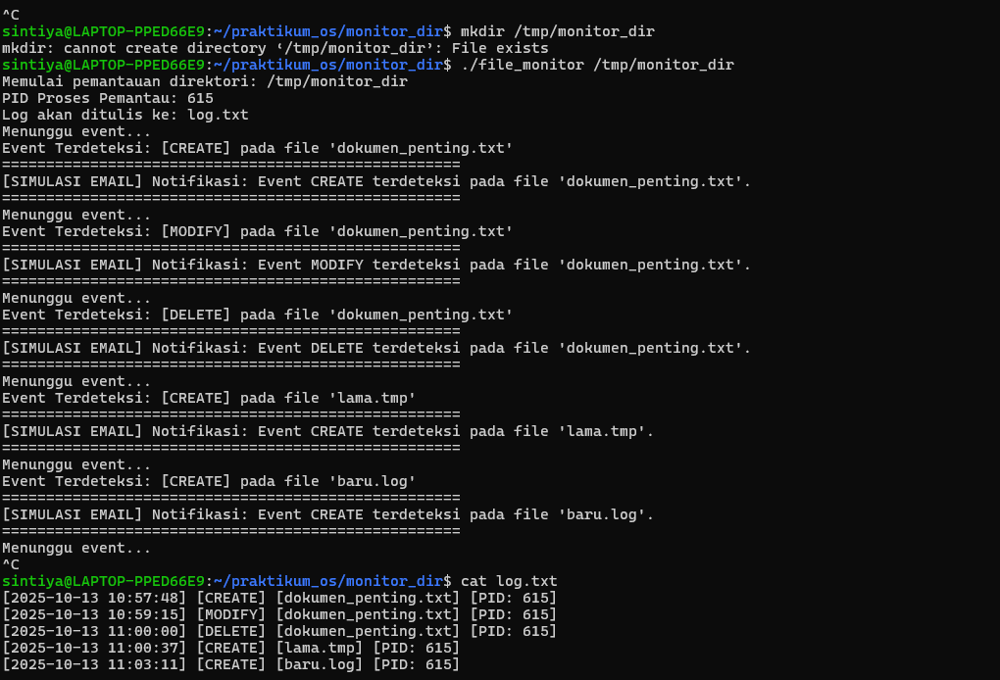 ^C
sintiya@LAPTOP-PPED66E9:~/praktikum_os/monitor_dir$ mkdir /tmp/monitor_dir
mkdir: cannot create directory ‘/tmp/monitor_dir’: File exists
sintiya@LAPTOP-PPED66E9:~/praktikum_os/monitor_dir$ ./file_monitor /tmp/monitor_dir
Memulai pemantauan direktori: /tmp/monitor_dir
PID Proses Pemantau: 615
Log akan ditulis ke: log.txt
Menunggu event...
Event Terdeteksi: [CREATE] pada file 'dokumen_penting.txt'
====================================================
[SIMULASI EMAIL] Notifikasi: Event CREATE terdeteksi pada file 'dokumen_penting.txt'.
====================================================
Menunggu event...
Event Terdeteksi: [MODIFY] pada file 'dokumen_penting.txt'
====================================================
[SIMULASI EMAIL] Notifikasi: Event MODIFY terdeteksi pada file 'dokumen_penting.txt'.
====================================================
Menunggu event...
Event Terdeteksi: [DELETE] pada file 'dokumen_penting.txt'
====================================================
[SIMULASI EMAIL] Notifikasi: Event DELETE terdeteksi pada file 'dokumen_penting.txt'.
====================================================
Menunggu event...
Event Terdeteksi: [CREATE] pada file 'lama.tmp'
====================================================
[SIMULASI EMAIL] Notifikasi: Event CREATE terdeteksi pada file 'lama.tmp'.
====================================================
Menunggu event...
Event Terdeteksi: [CREATE] pada file 'baru.log'
====================================================
[SIMULASI EMAIL] Notifikasi: Event CREATE terdeteksi pada file 'baru.log'.
====================================================
Menunggu event...
^C
sintiya@LAPTOP-PPED66E9:~/praktikum_os/monitor_dir$ cat log.txt
[2025-10-13 10:57:48] [CREATE] [dokumen_penting.txt] [PID: 615]
[2025-10-13 10:59:15] [MODIFY] [dokumen_penting.txt] [PID: 615]
[2025-10-13 11:00:00] [DELETE] [dokumen_penting.txt] [PID: 615]
[2025-10-13 11:00:37] [CREATE] [lama.tmp] [PID: 615]
[2025-10-13 11:03:11] [CREATE] [baru.log] [PID: 615]